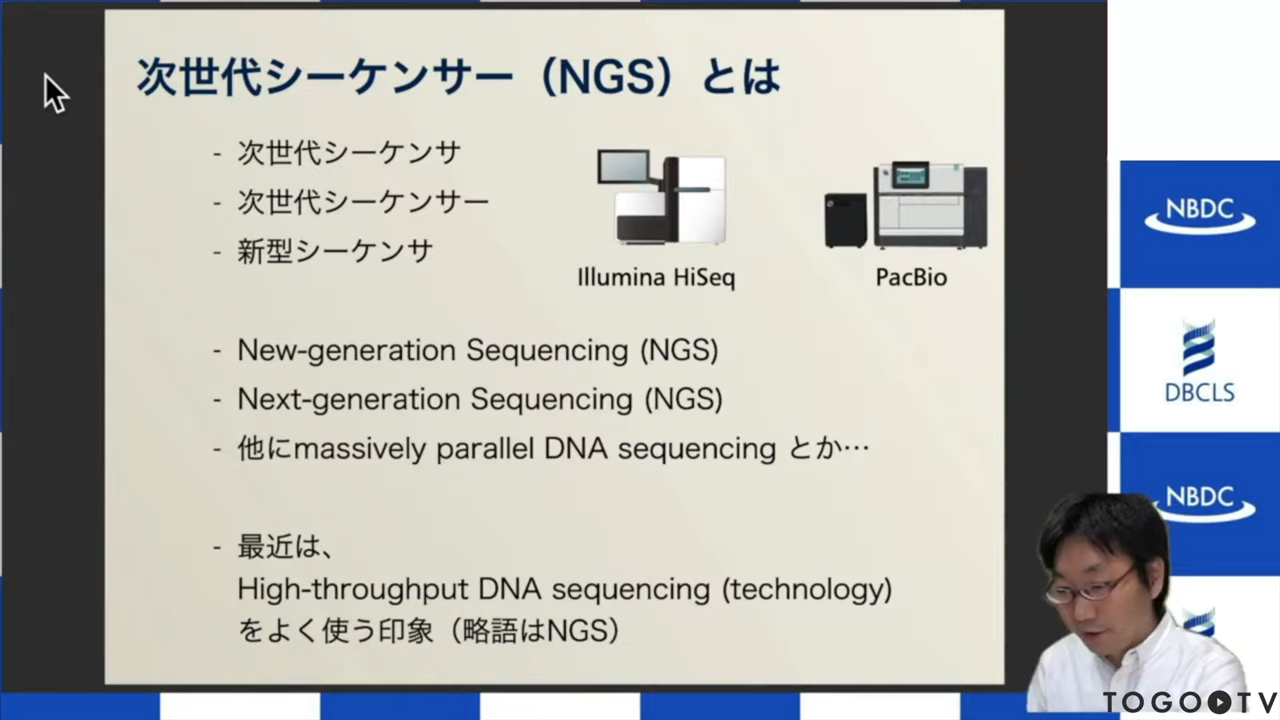 次世代シーケンサー（NGS）とは
- 次世代シーケンサ
- 次世代シーケンサー
- 新型シーケンサ
Illumina HiSeq
PacBio
- New-generation Sequencing (NGS)
- Next-generation Sequencing (NGS)
- 他にmassively parallel DNA sequencing とか…
- 最近は、
High-throughput DNA sequencing (technology)
をよく使う印象（略語はNGS）
NBDC
DBCLS
NBDC
TOGO TV